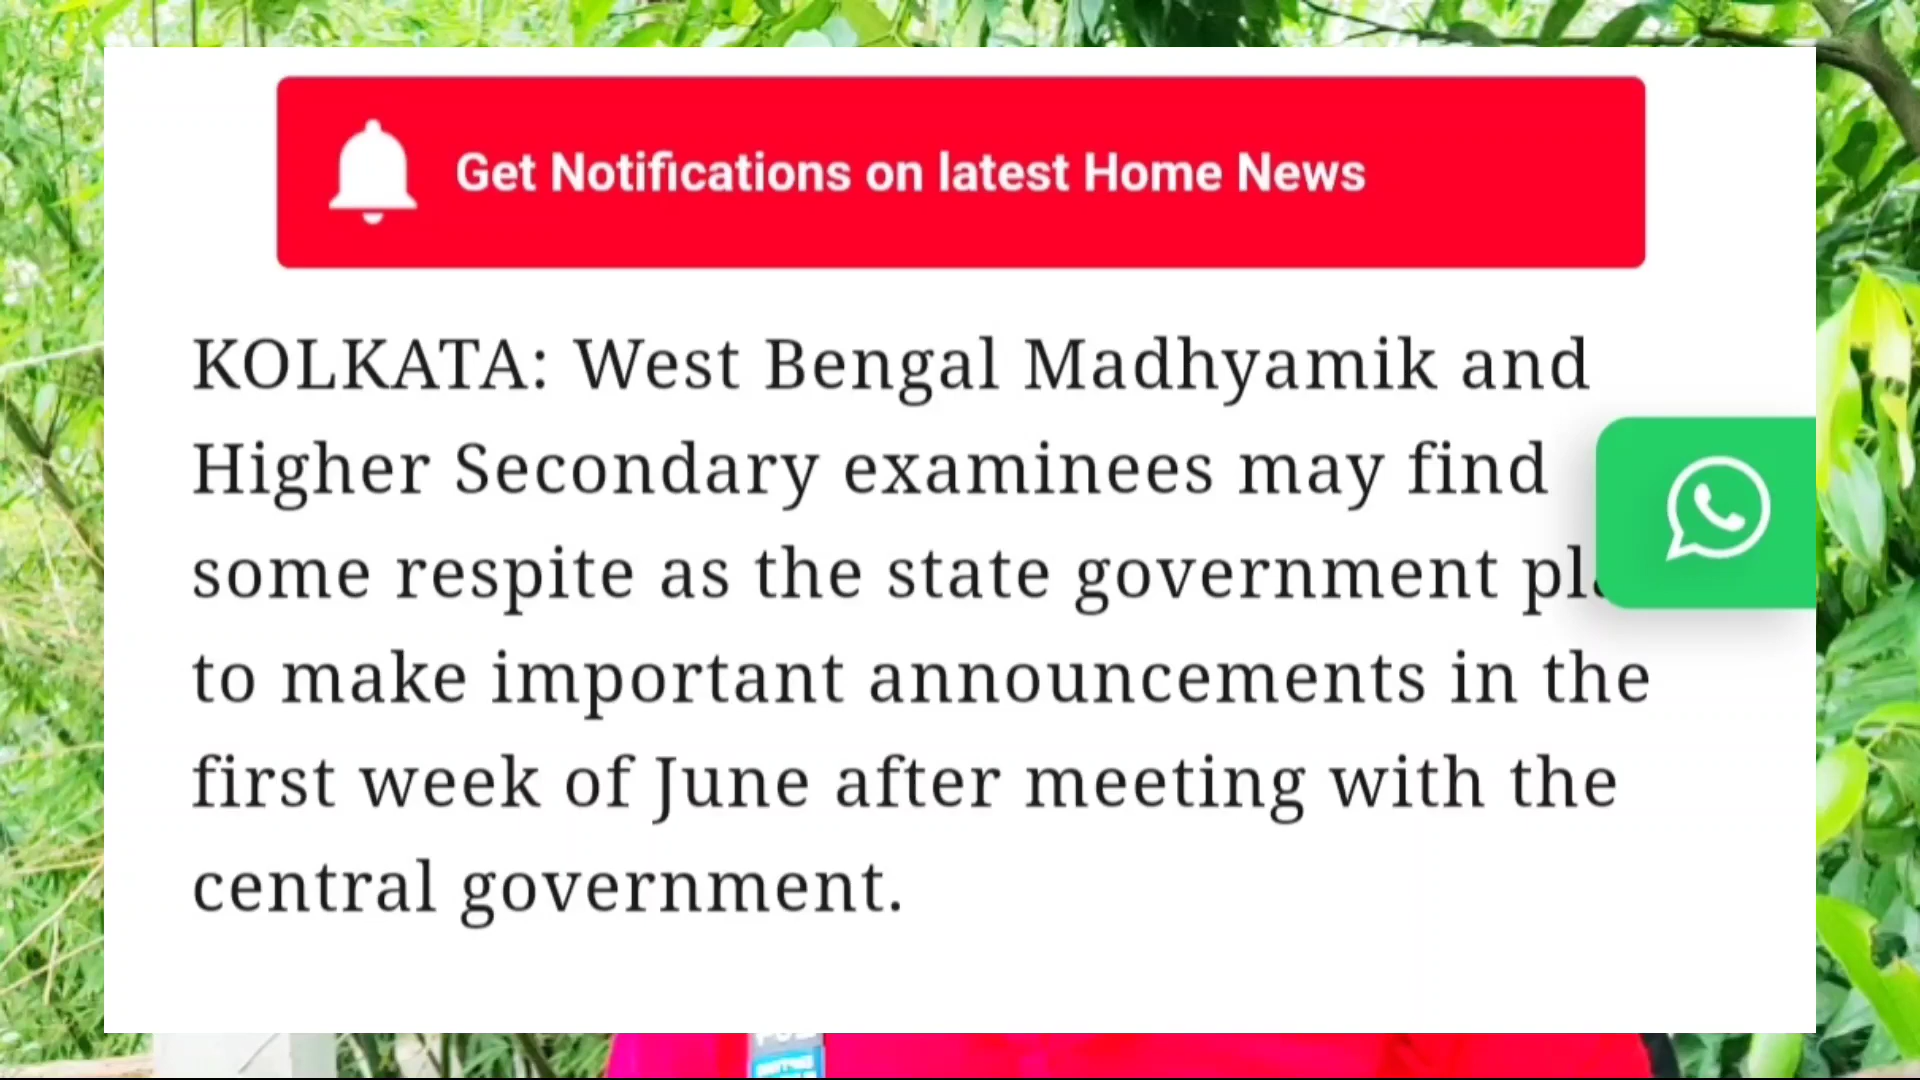 Get Notifications on latest Home News
KOLKATA: West Bengal Madhyamik and
Higher Secondary examinees may find
some respite as the state government
to make important announcements in the
first week of June after meeting with the
central government.